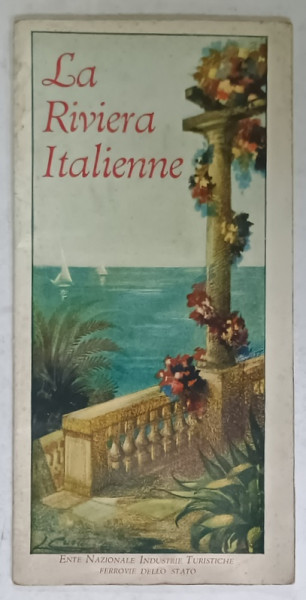 La
Riviera
Italienne
ENTE NAZIONALE INDUSTRIE TURISTICHE
FERROVIE DELLO STATO